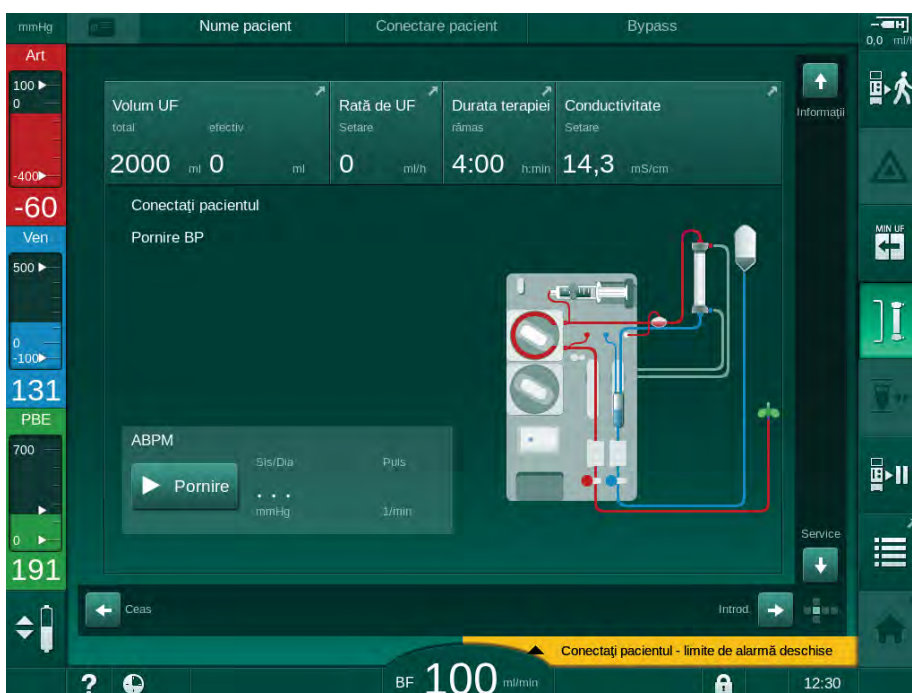 mmHg Nume pacient Conectare pacient Bypass
0,0 ml/h
Art
100
0
-400
-60
Ven
500
0
-100
131
PBE
700
0
191
Volum UF Rată de UF Durata terapiei Conductivitate
total efectiv Setare rămas Setare
2000 ml 0 ml 0 ml/h 4:00 h:min 14,3 mS/cm
Informații
MIN UF
Conectați pacientul
Pornire BP
ABPM
Sis/Dia Puls
Pornire . . .
mmHg 1/min
Service
Ceas Introd.
Conectați pacientul - limite de alarmă deschise
? BF 100 ml/min 12:30